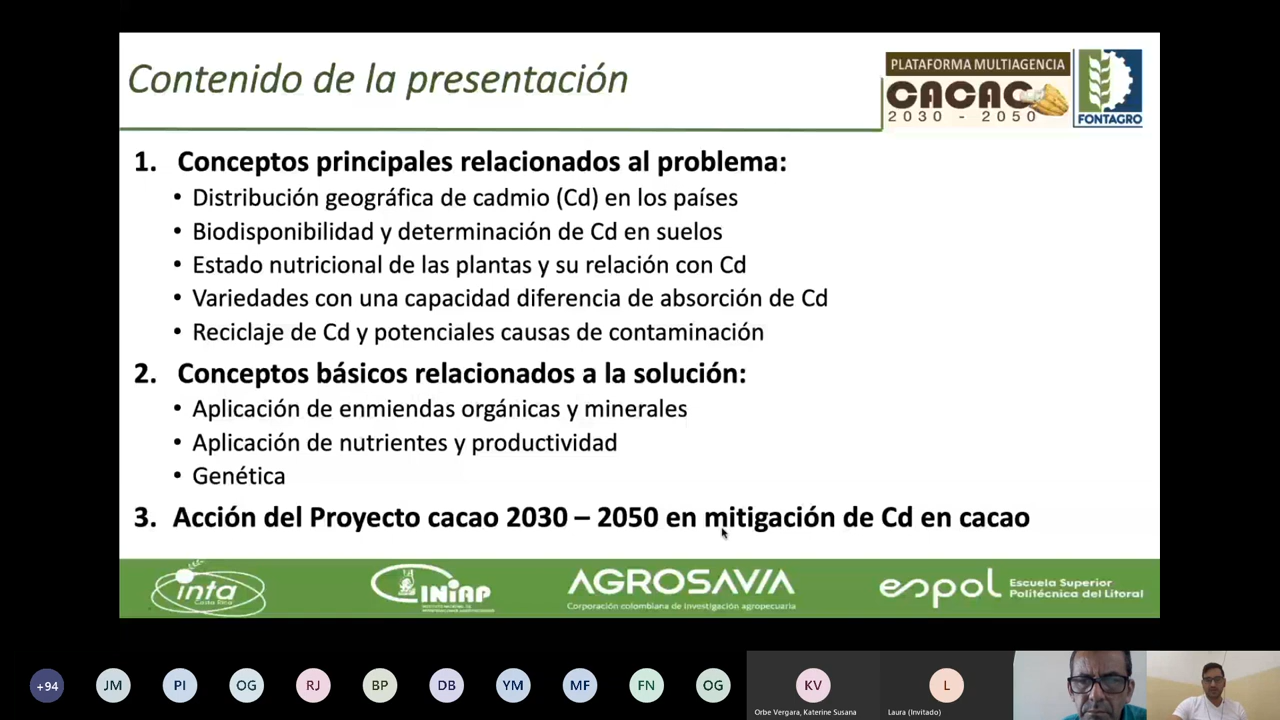 Contenido de la presentación
PLATAFORMA MULTIAGENCIA
CACAO
2030 - 2050
FONTAGRO
1. Conceptos principales relacionados al problema:
• Distribución geográfica de cadmio (Cd) en los países
• Biodisponibilidad y determinación de Cd en suelos
• Estado nutricional de las plantas y su relación con Cd
• Variedades con una capacidad diferencia de absorción de Cd
• Reciclaje de Cd y potenciales causas de contaminación
2. Conceptos básicos relacionados a la solución:
• Aplicación de enmiendas orgánicas y minerales
• Aplicación de nutrientes y productividad
• Genética
3. Acción del Proyecto cacao 2030 – 2050 en mitigación de Cd en cacao
inta
Costa Rica
INIAP
AGROSAVIA
Corporación colombiana de investigación agropecuaria
espol
Escuela Superior
Politécnica del Litoral
+94
JM
PI
OG
RJ
BP
DB
YM
MF
FN
OG
KV
Orbe Vergara, Katerine Susana
L
Laura (Invitado)